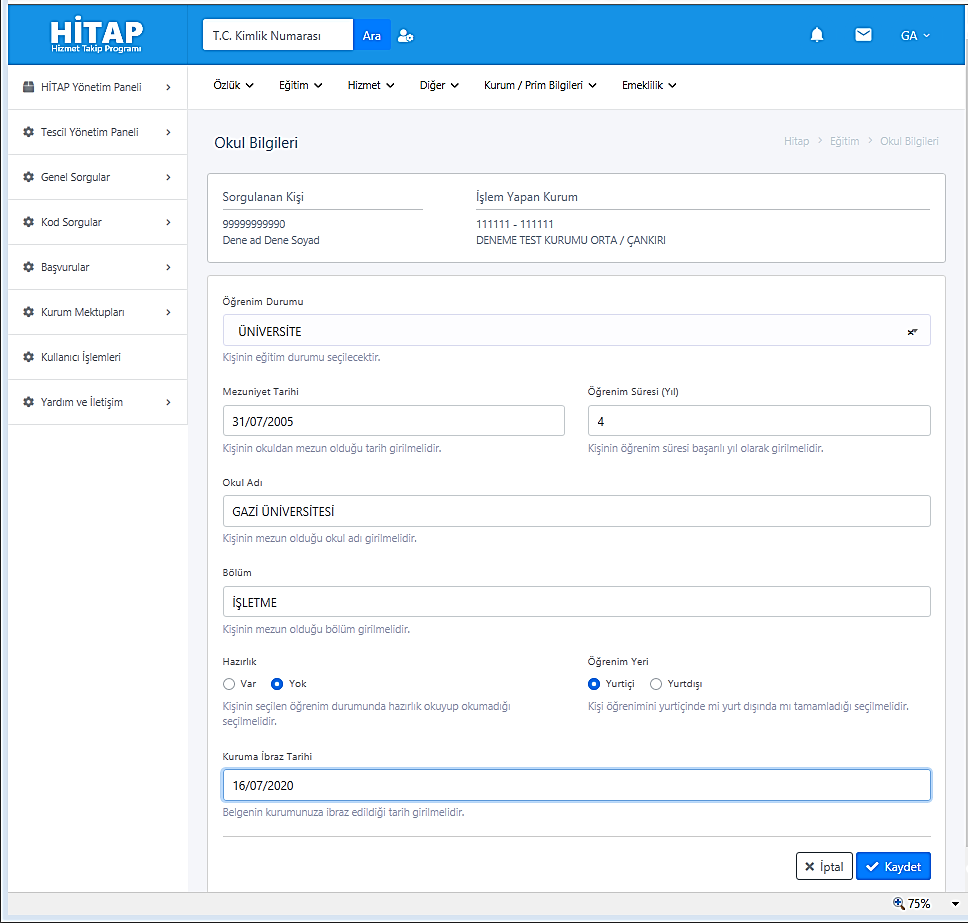 HİTAP
Hizmet Takip Programı
T.C. Kimlik Numarası
Ara
GA
HİTAP Yönetim Paneli
Tescil Yönetim Paneli
Genel Sorgular
Kod Sorgular
Başvurular
Kurum Mektupları
Kullanıcı İşlemleri
Yardım ve İletişim
Özlük
Eğitim
Hizmet
Diğer
Kurum / Prim Bilgileri
Emeklilik
Okul Bilgileri
Hitap > Eğitim > Okul Bilgileri
Sorgulanan Kişi
99999999990
Dene ad Dene Soyad
İşlem Yapan Kurum
111111 - 111111
DENEME TEST KURUMU ORTA / ÇANKIRI
Öğrenim Durumu
ÜNİVERSİTE
Kişinin eğitim durumu seçilecektir.
Mezuniyet Tarihi
31/07/2005
Kişinin okuldan mezun olduğu tarih girilmelidir.
Öğrenim Süresi (Yıl)
4
Kişinin öğrenim süresi başarılı yıl olarak girilmelidir.
Okul Adı
GAZİ ÜNİVERSİTESİ
Kişinin mezun olduğu okul adı girilmelidir.
Bölüm
İŞLETME
Kişinin mezun olduğu bölüm girilmelidir.
Hazırlık
Var Yok
Kişinin seçilen öğrenim durumunda hazırlık okuyup okumadığı
seçilmelidir.
Öğrenim Yeri
Yurtiçi Yurtdışı
Kişi öğrenimini yurtiçinde mi yurt dışında mı tamamladığı seçilmelidir.
Kuruma İbraz Tarihi
16/07/2020
Belgenin kurumunuza ibraz edildiği tarih girilmelidir.
İptal
Kaydet
75%